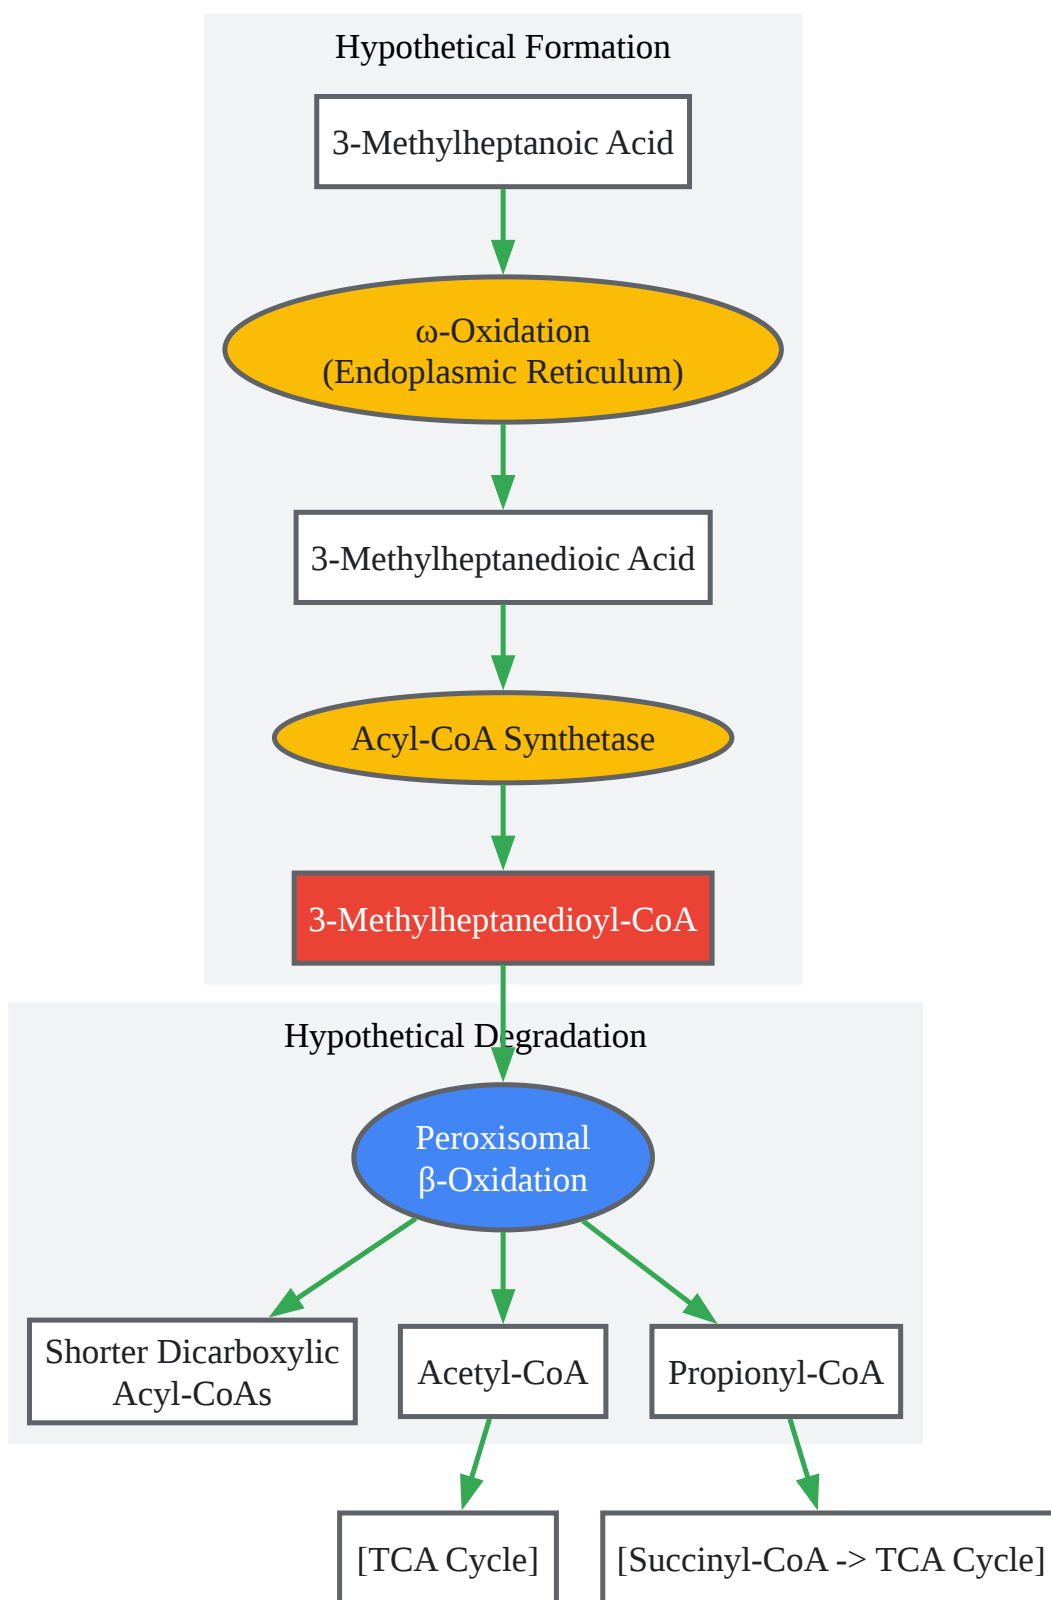 Hypothetical Formation
3-Methylheptanoic Acid
ω-Oxidation
(Endoplasmic Reticulum)
3-Methylheptanedioic Acid
Acyl-CoA Synthetase
3-Methylheptanedioyl-CoA
Hypothetical Degradation
Peroxisomal
β-Oxidation
Shorter Dicarboxylic
Acyl-CoAs
Acetyl-CoA
Propionyl-CoA
[TCA Cycle]
[Succinyl-CoA -> TCA Cycle]